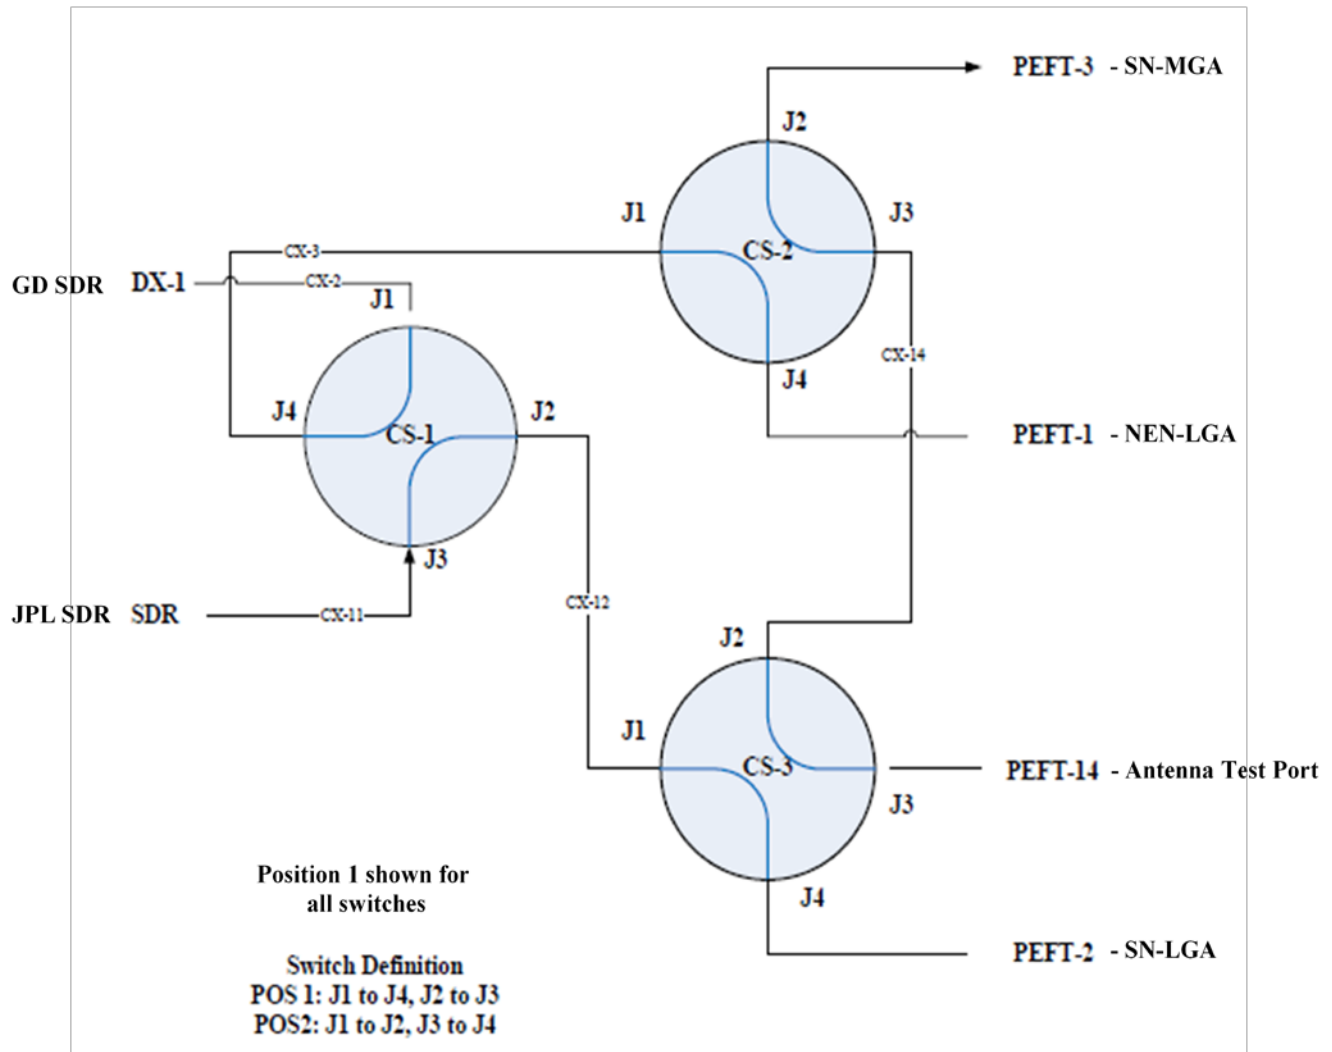 PEFT-3 - SN-MGA
J2
J1
J3
CS-2
CX-3
GD SDR DX-1
CX-2
J1
CX-14
J4
J4
J2
CS-1
PEFT-1 - NEN-LGA
J3
CX-12
JPL SDR SDR
CX-11
J2
J1
CS-3
PEFT-14 - Antenna Test Port
J3
Position 1 shown for
all switches
J4
PEFT-2 - SN-LGA
Switch Definition
POS 1: J1 to J4, J2 to J3
POS2: J1 to J2, J3 to J4